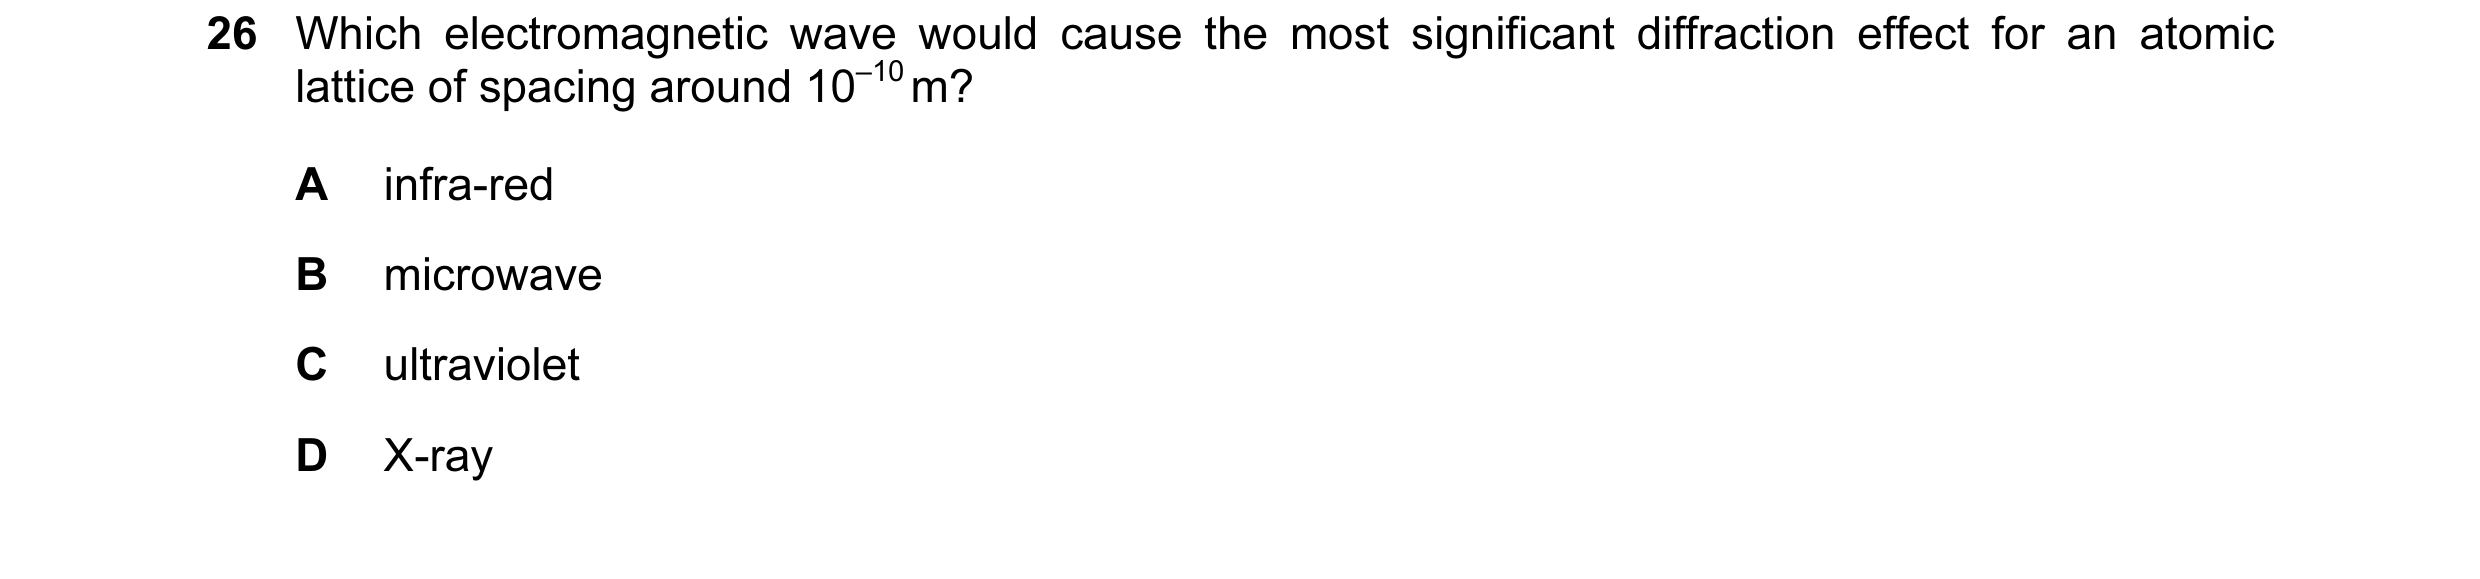 26 Which electromagnetic wave would cause the most significant diffraction effect for an atomic
lattice of spacing around 10⁻¹⁰ m?
A infra-red
B microwave
C ultraviolet
D X-ray